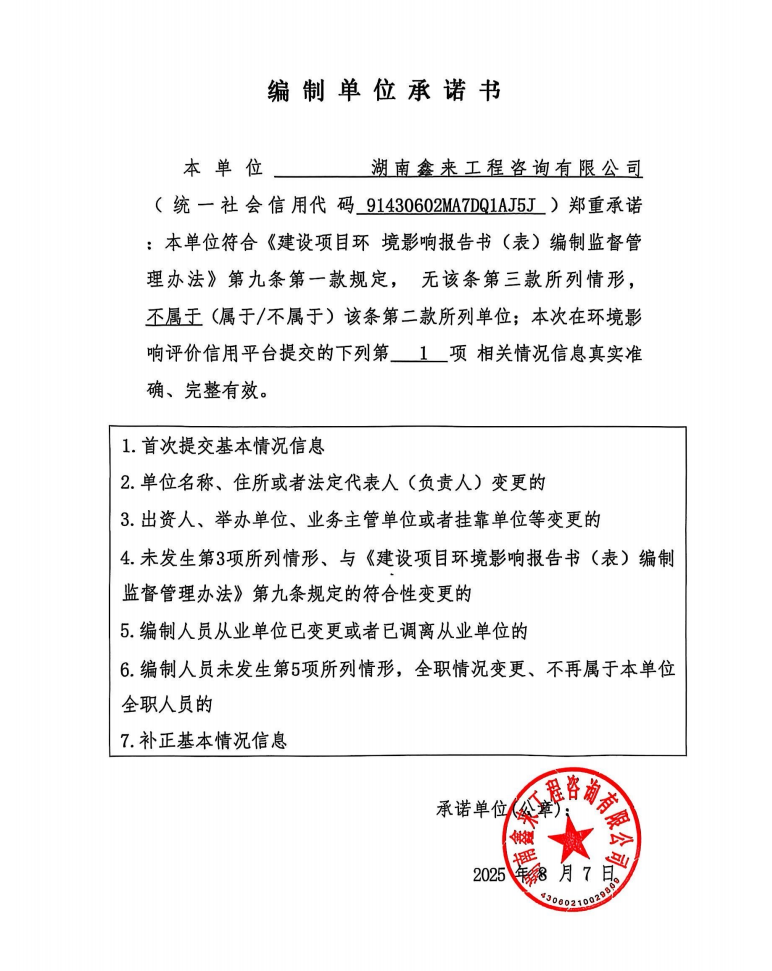 编制单位承诺书
本单位 湖南鑫来工程咨询有限公司
（统一社会信用代码 91430602MA7DQ1AJ5J ）郑重承诺
：本单位符合《建设项目环 境影响报告书（表）编制监督管
理办法》第九条第一款规定， 无该条第三款所列情形，
不属于（属于/不属于）该条第二款所列单位；本次在环境影
响评价信用平台提交的下列第 1 项 相关情况信息真实准
确、完整有效。
1.首次提交基本情况信息
2.单位名称、住所或者法定代表人（负责人）变更的
3.出资人、举办单位、业务主管单位或者挂靠单位等变更的
4.未发生第3项所列情形、与《建设项目环境影响报告书（表）编制
监督管理办法》第九条规定的符合性变更的
5.编制人员从业单位已变更或者已调离从业单位的
6.编制人员未发生第5项所列情形，全职情况变更、不再属于本单位
全职人员的
7.补正基本情况信息
承诺单位(公章)：
2025 年 8 月 7 日
湖南鑫来工程咨询有限公司